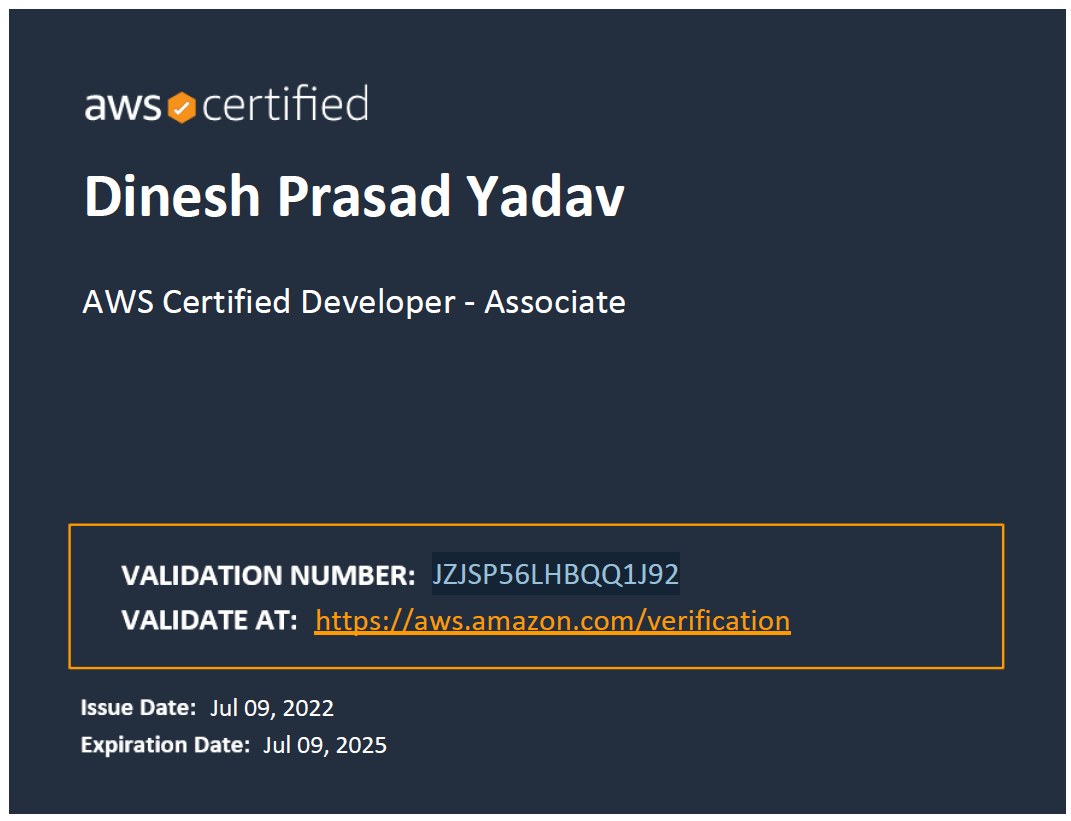 aws certified
Dinesh Prasad Yadav
AWS Certified Developer - Associate
VALIDATION NUMBER: JZJSP56LHBQQ1J92
VALIDATE AT: https://aws.amazon.com/verification
Issue Date: Jul 09, 2022
Expiration Date: Jul 09, 2025